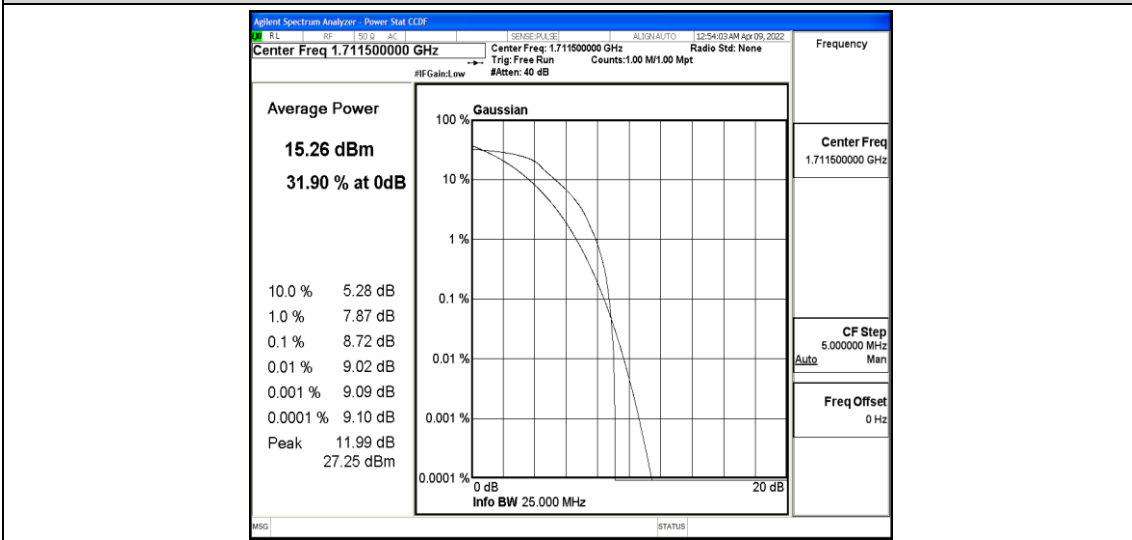 Agilent Spectrum Analyzer - Power Stat CCDF
RL RF 50 Ω AC SENSE:PULSE ALIGN AUTO 12:54:03 AM Apr 09, 2022
Center Freq 1.711500000 GHz
Center Freq: 1.711500000 GHz Radio Std: None
Trig: Free Run Counts:1.00 M/1.00 Mpt
#IFGain:Low #Atten: 40 dB
Frequency
Average Power
15.26 dBm
31.90 % at 0dB
10.0 % 5.28 dB
1.0 % 7.87 dB
0.1 % 8.72 dB
0.01 % 9.02 dB
0.001 % 9.09 dB
0.0001 % 9.10 dB
Peak 11.99 dB
27.25 dBm
Gaussian
100 %
10 %
1 %
0.1 %
0.01 %
0.001 %
0.0001 %
0 dB 20 dB
Info BW 25.000 MHz
Center Freq
1.711500000 GHz
CF Step
5.000000 MHz
Auto Man
Freq Offset
0 Hz
MSG STATUS